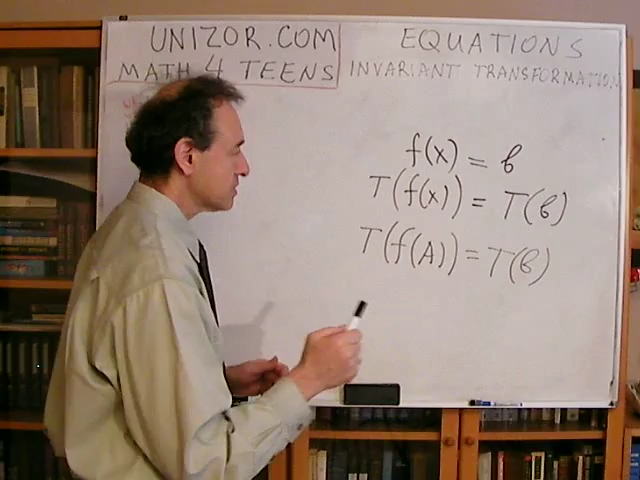 UNIZOR.COM
MATH 4 TEENS
EQUATIONS
INVARIANT TRANSFORMATION
f(x) = b
T(f(x)) = T(b)
T(f(A)) = T(b)